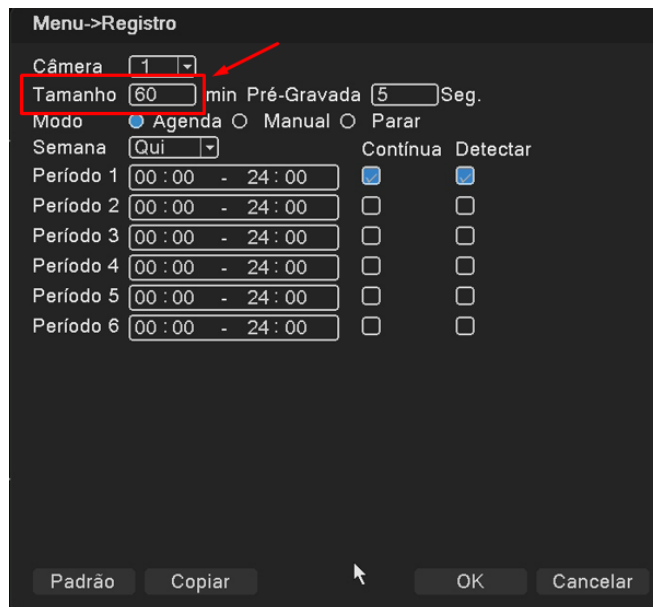 Menu->Registro
Câmera 1
Tamanho 60 min Pré-Gravada 5 Seg.
Modo Agenda Manual Parar
Semana Qui Contínua Detectar
Período 1 00:00 - 24:00
Período 2 00:00 - 24:00
Período 3 00:00 - 24:00
Período 4 00:00 - 24:00
Período 5 00:00 - 24:00
Período 6 00:00 - 24:00
Padrão Copiar OK Cancelar